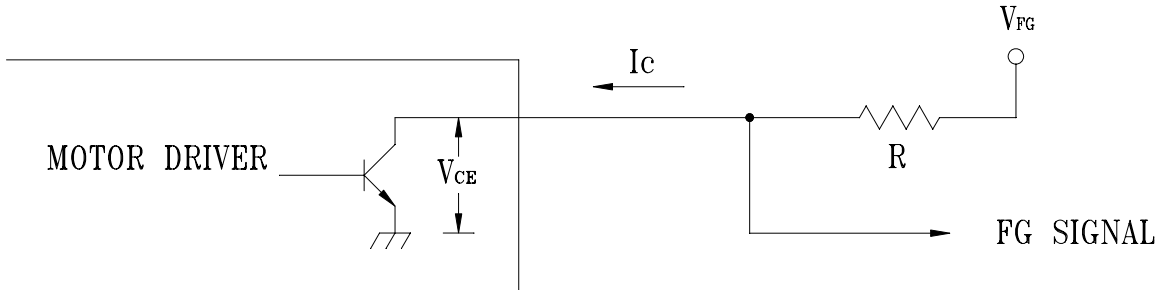 VFG
Ic
MOTOR DRIVER
VCE
R
FG SIGNAL